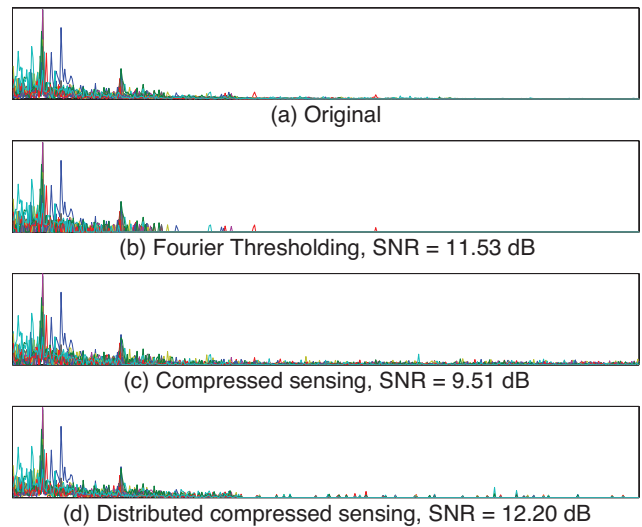 (a) Original
(b) Fourier Thresholding, SNR = 11.53 dB
(c) Compressed sensing, SNR = 9.51 dB
(d) Distributed compressed sensing, SNR = 12.20 dB